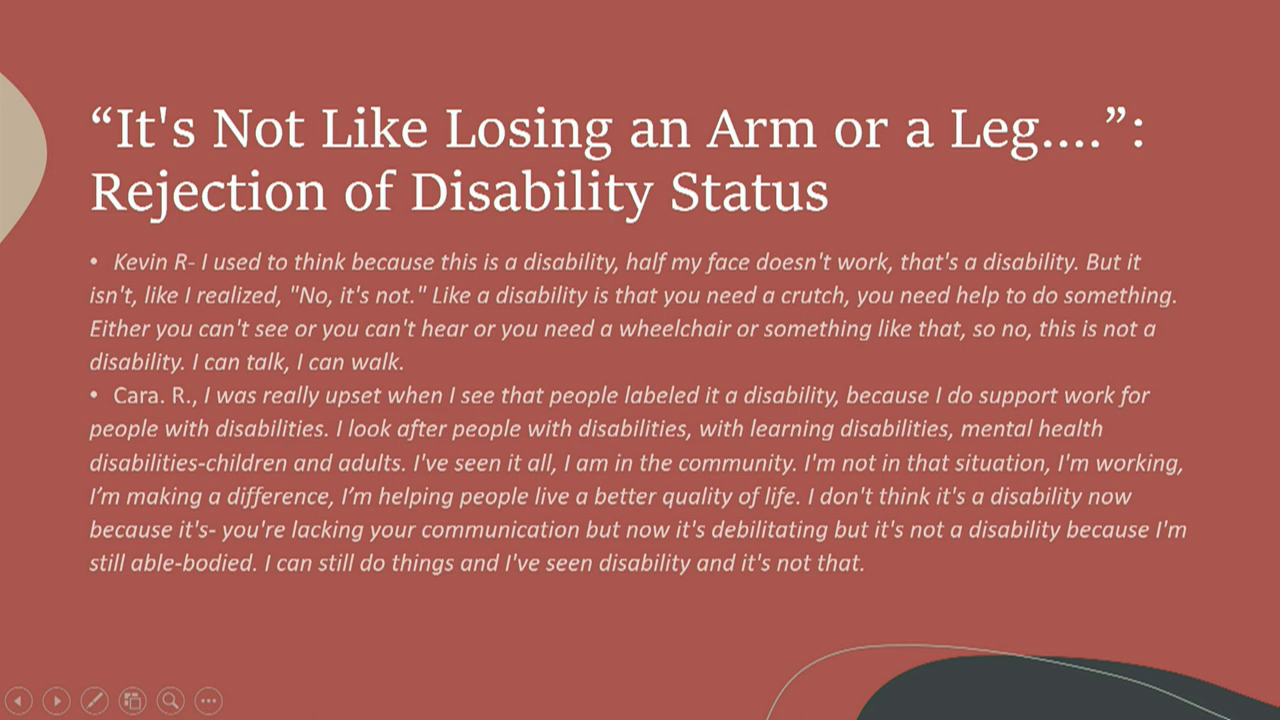 “It's Not Like Losing an Arm or a Leg....”:
Rejection of Disability Status
• Kevin R- I used to think because this is a disability, half my face doesn't work, that's a disability. But it
isn't, like I realized, "No, it's not." Like a disability is that you need a crutch, you need help to do something.
Either you can't see or you can't hear or you need a wheelchair or something like that, so no, this is not a
disability. I can talk, I can walk.
• Cara. R., I was really upset when I see that people labeled it a disability, because I do support work for
people with disabilities. I look after people with disabilities, with learning disabilities, mental health
disabilities-children and adults. I've seen it all, I am in the community. I'm not in that situation, I'm working,
I’m making a difference, I’m helping people live a better quality of life. I don't think it's a disability now
because it's- you're lacking your communication but now it's debilitating but it's not a disability because I'm
still able-bodied. I can still do things and I've seen disability and it's not that.